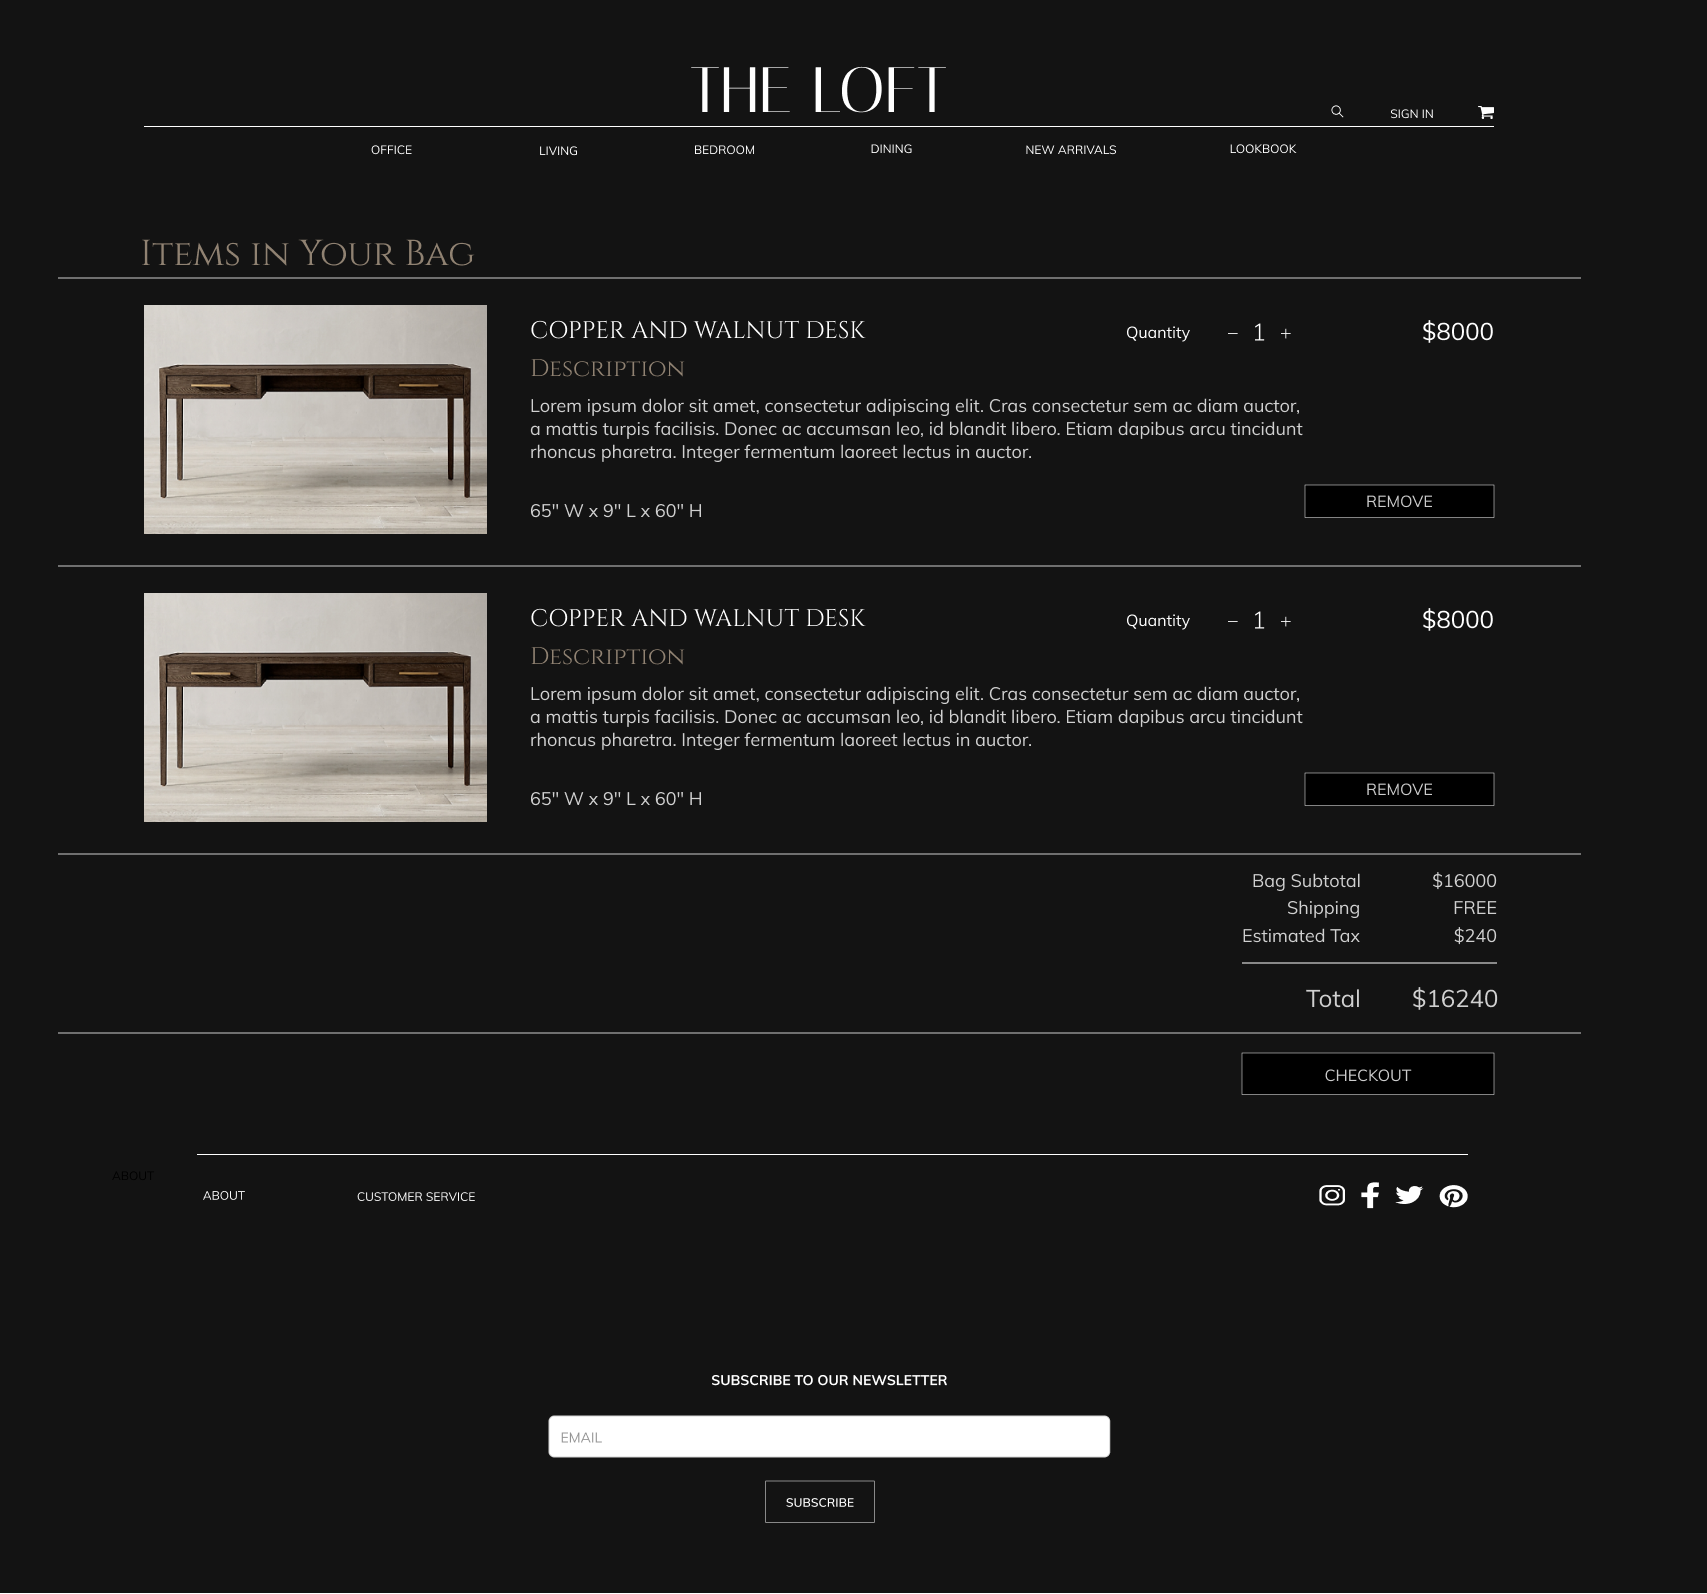 THE LOFT
SIGN IN
OFFICE LIVING BEDROOM DINING NEW ARRIVALS LOOKBOOK
Items in Your Bag
COPPER AND WALNUT DESK Quantity – 1 + $8000
Description
Lorem ipsum dolor sit amet, consectetur adipiscing elit. Cras consectetur sem ac diam auctor,
a mattis turpis facilisis. Donec ac accumsan leo, id blandit libero. Etiam dapibus arcu tincidunt
rhoncus pharetra. Integer fermentum laoreet lectus in auctor.
65" W x 9" L x 60" H REMOVE
COPPER AND WALNUT DESK Quantity – 1 + $8000
Description
Lorem ipsum dolor sit amet, consectetur adipiscing elit. Cras consectetur sem ac diam auctor,
a mattis turpis facilisis. Donec ac accumsan leo, id blandit libero. Etiam dapibus arcu tincidunt
rhoncus pharetra. Integer fermentum laoreet lectus in auctor.
65" W x 9" L x 60" H REMOVE
Bag Subtotal $16000
Shipping FREE
Estimated Tax $240
Total $16240
CHECKOUT
ABOUT
ABOUT CUSTOMER SERVICE
SUBSCRIBE TO OUR NEWSLETTER
EMAIL
SUBSCRIBE